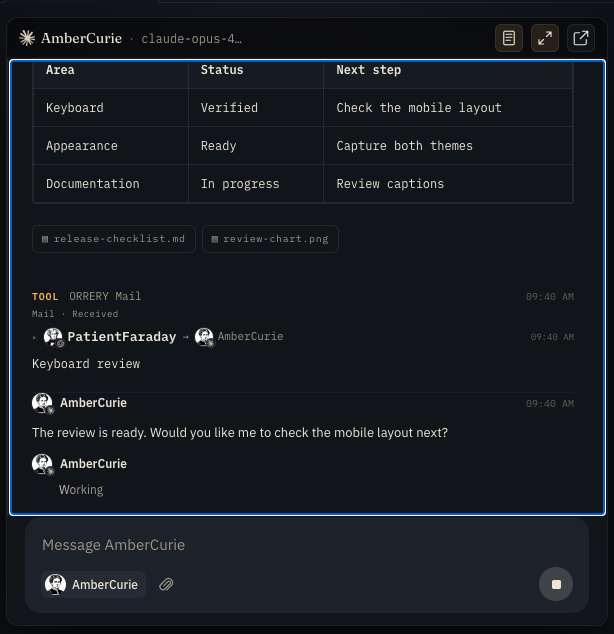 AmberCurie · claude-opus-4…
Area Status Next step
Keyboard Verified Check the mobile layout
Appearance Ready Capture both themes
Documentation In progress Review captions
release-checklist.md review-chart.png
TOOL ORRERY Mail 09:40 AM
Mail · Received
PatientFaraday → AmberCurie 09:40 AM
Keyboard review
AmberCurie 09:40 AM
The review is ready. Would you like me to check the mobile layout next?
AmberCurie
Working
Message AmberCurie
AmberCurie